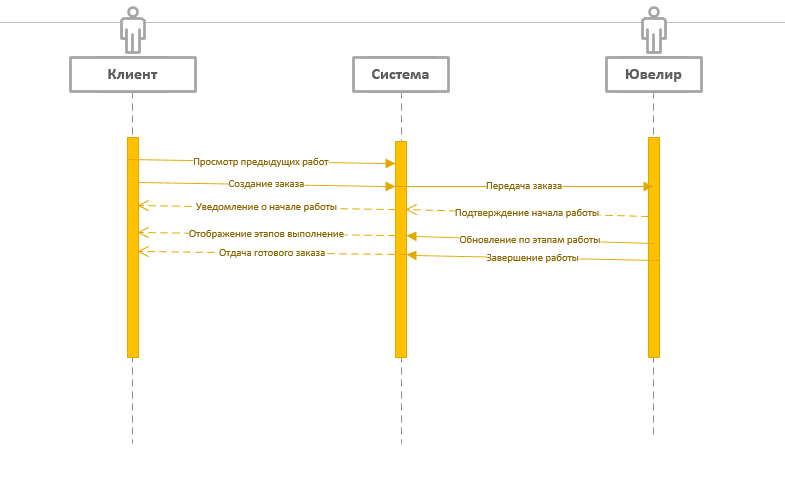 Клиент
Система
Ювелир
Просмотр предыдущих работ
Создание заказа
Передача заказа
Уведомление о начале работы
Подтверждение начала работы
Отображение этапов выполнение
Обновление по этапам работы
Отдача готового заказа
Завершение работы